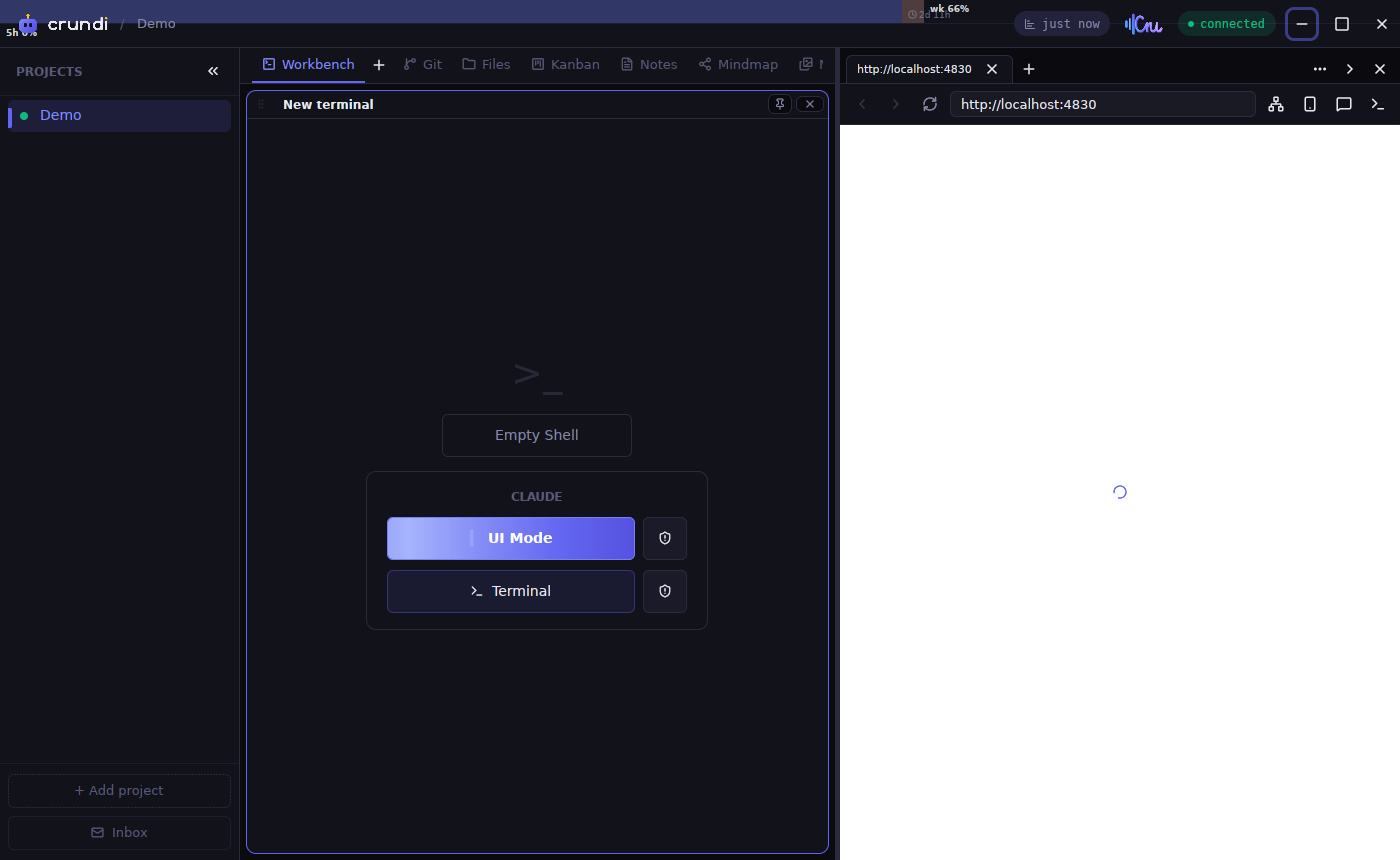 wk 66%
2d 11h
5h
crundi / Demo
just now
Cru
connected
PROJECTS
Demo
+ Add project
Inbox
Workbench
Git
Files
Kanban
Notes
Mindmap
New terminal
>_
Empty Shell
CLAUDE
UI Mode
Terminal
http://localhost:4830
http://localhost:4830